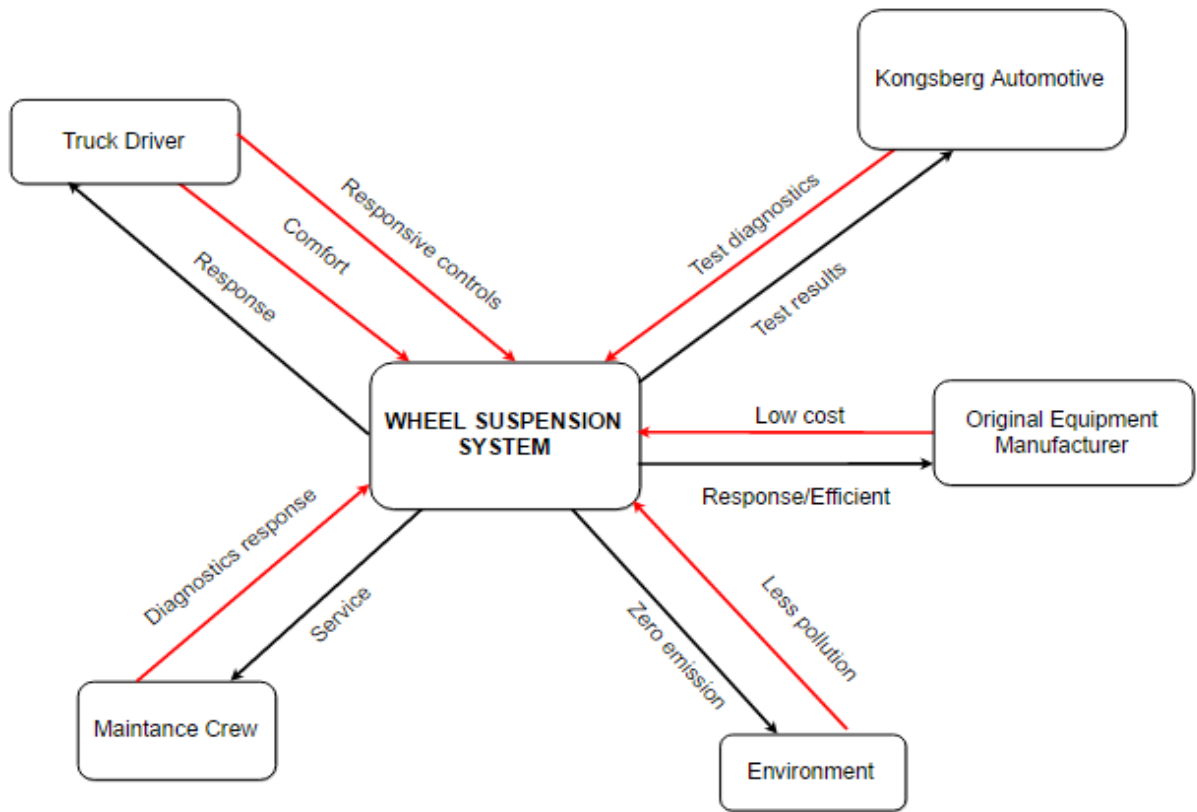 Kongsberg Automotive
Truck Driver
Responsive controls
Comfort
Response
Test diagnostics
Test results
WHEEL SUSPENSION
SYSTEM
Low cost
Original Equipment
Manufacturer
Response/Efficient
Diagnostics response
Service
Zero emission
Less pollution
Maintance Crew
Environment